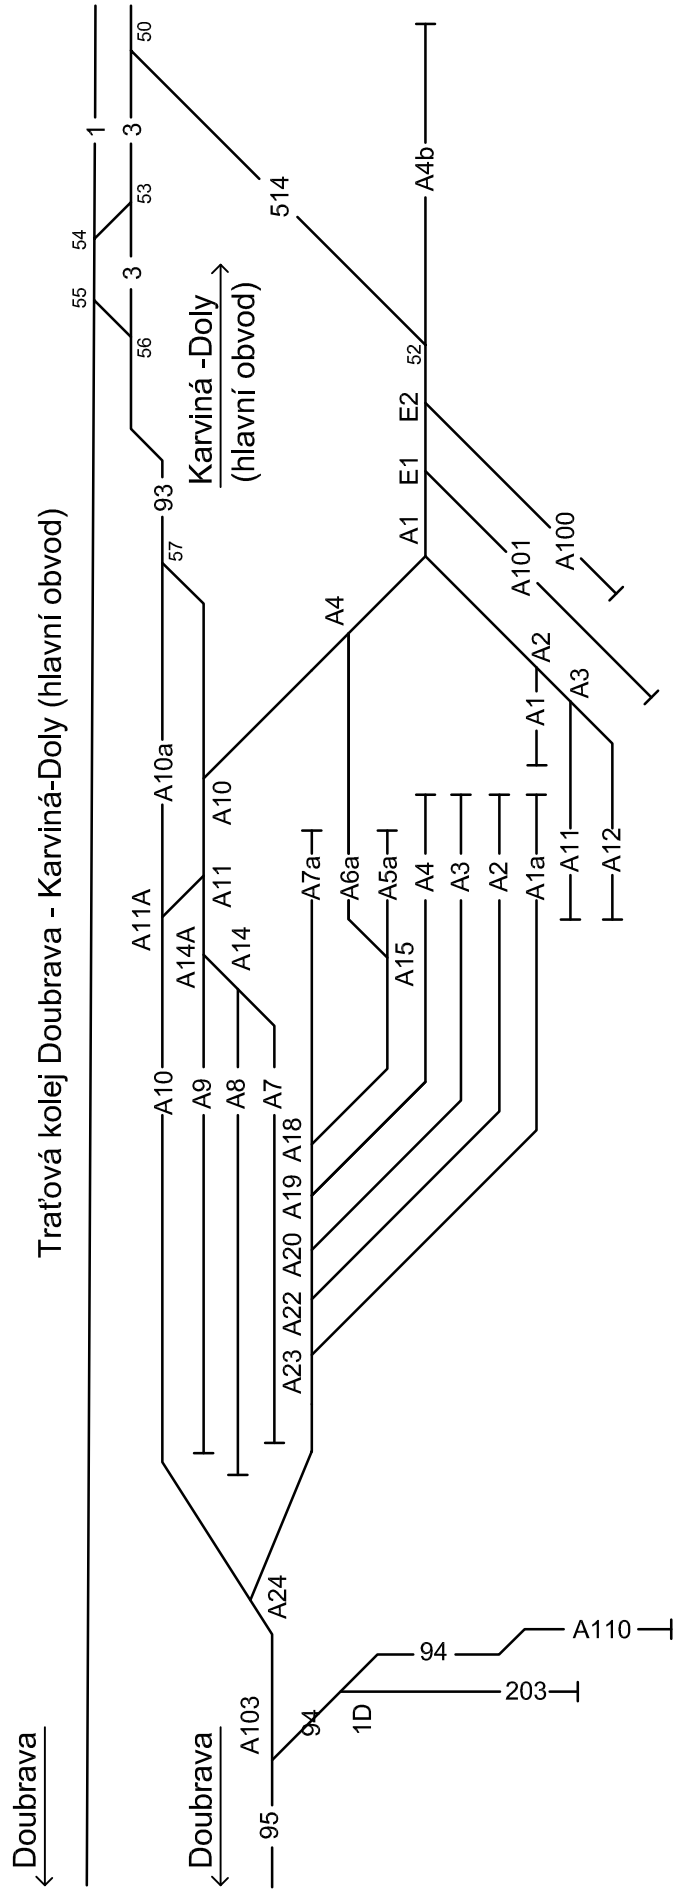 Doubrava
Traťová kolej Doubrava - Karviná-Doly (hlavní obvod)
55
54
1
56
3
53
3
50
A10
A11A
A10a
57
93
Karviná -Doly
(hlavní obvod)
A9
A14A
A11
A10
A8
A14
A7
514
Doubrava
95
A103
94
1D
A24
A23
A22
A20
A19
A18
A7a
A6a
A4
A5a
A15
A4
A1
E1
E2
52
A4b
A3
A2
A1a
A1
A2
A11
A3
A12
A101
A100
94
203
A110